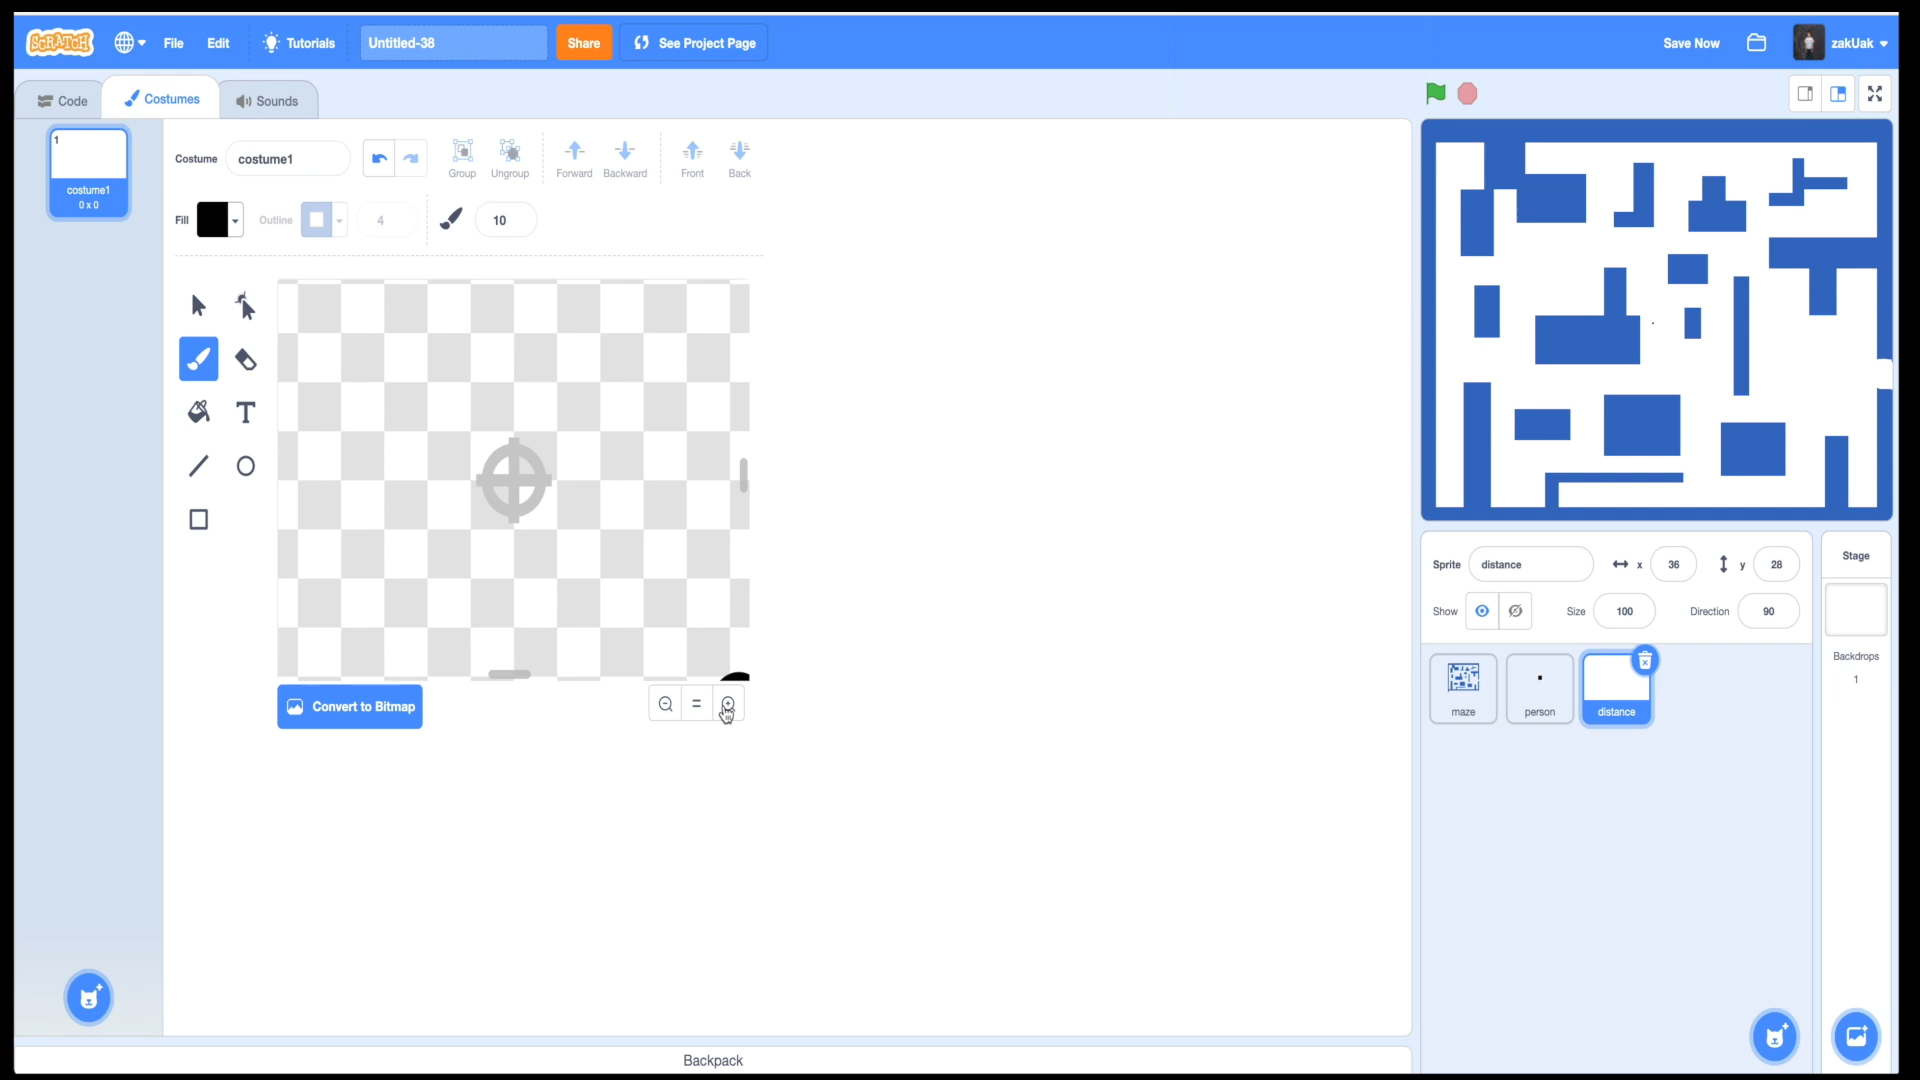 SCRATCH
File
Edit
Tutorials
Untitled-38
Share
See Project Page
Save Now
zakUak
Code
Costumes
Sounds
1
costume1
0 x 0
Costume
costume1
Group
Ungroup
Forward
Backward
Front
Back
Fill
Outline
4
10
T
Convert to Bitmap
=
Sprite
distance
x
36
y
28
Show
Size
100
Direction
90
maze
person
distance
Stage
Backdrops
1
Backpack